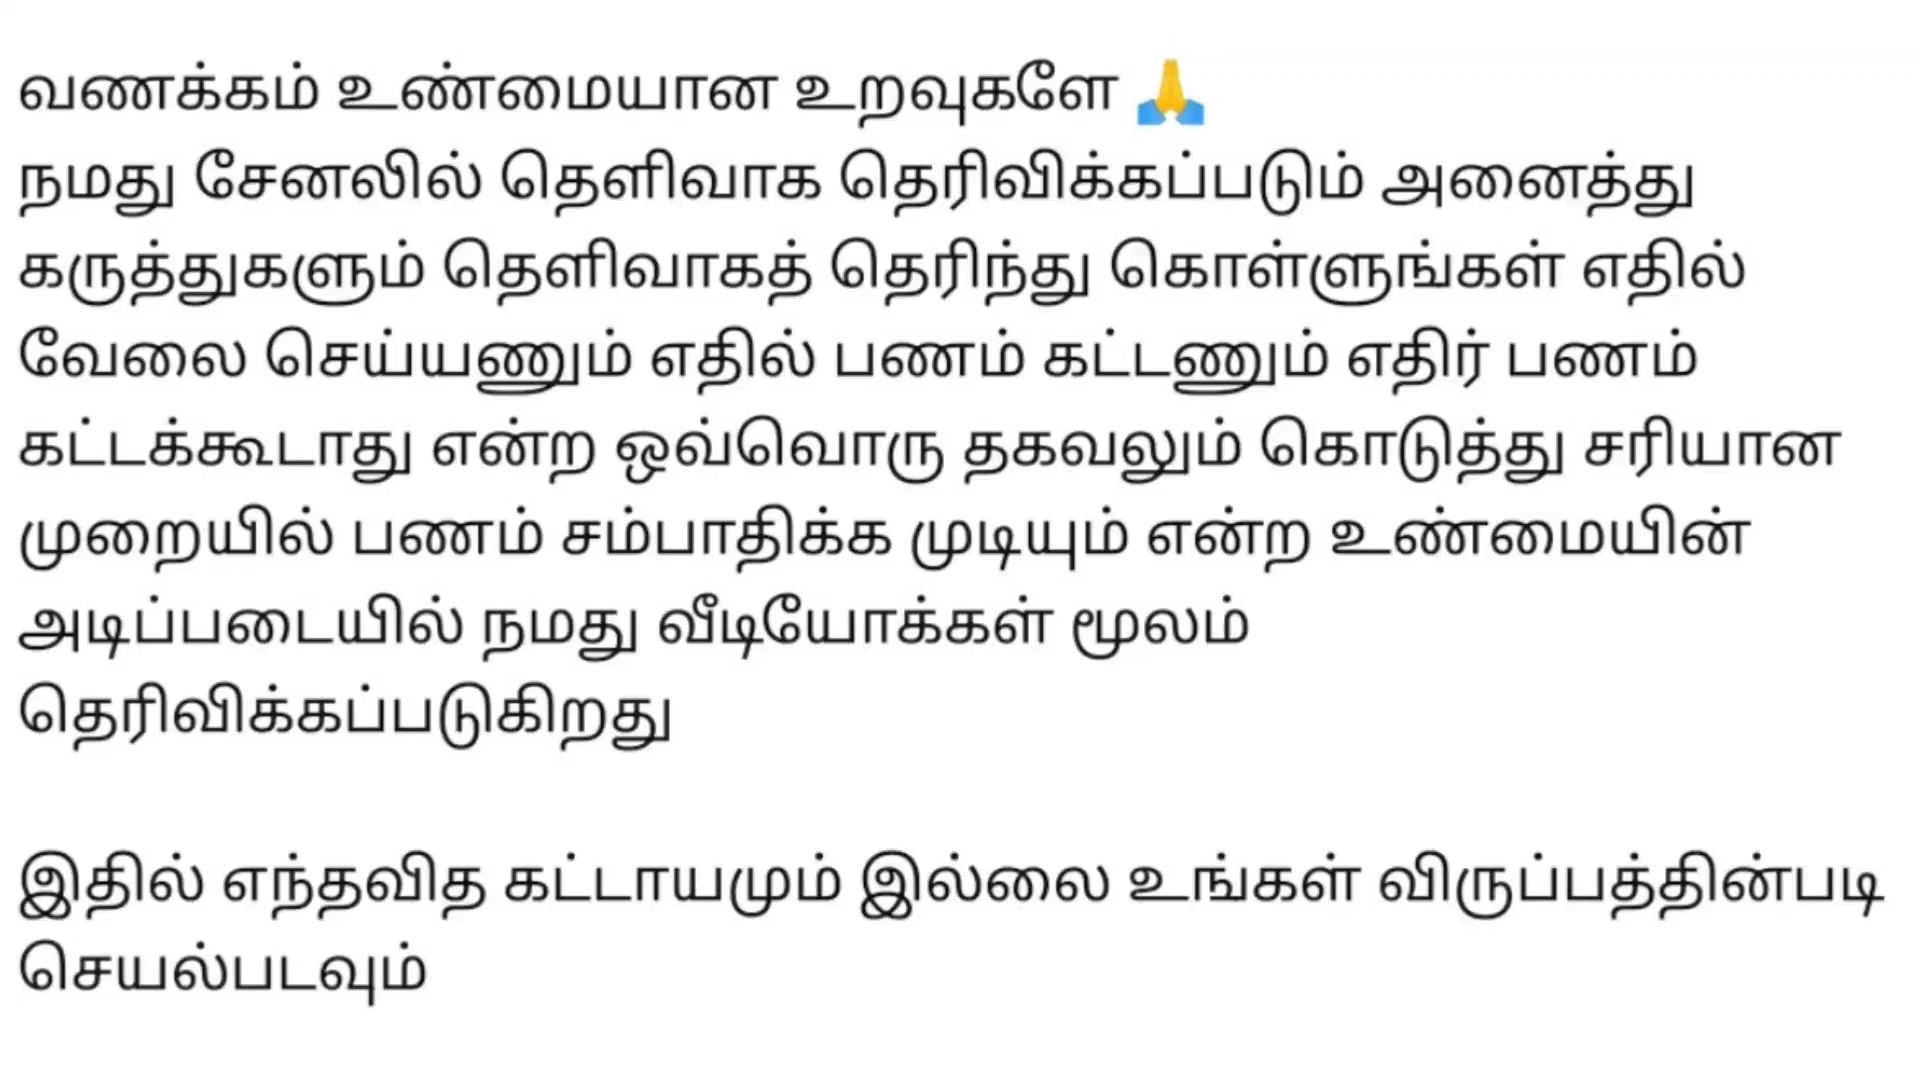 வணக்கம் உண்மையான உறவுகளே 🙏
நமது சேனலில் தெளிவாக தெரிவிக்கப்படும் அனைத்து
கருத்துகளும் தெளிவாகத் தெரிந்து கொள்ளுங்கள் எதில்
வேலை செய்யணும் எதில் பணம் கட்டணும் எதிர் பணம்
கட்டக்கூடாது என்ற ஒவ்வொரு தகவலும் கொடுத்து சரியான
முறையில் பணம் சம்பாதிக்க முடியும் என்ற உண்மையின்
அடிப்படையில் நமது வீடியோக்கள் மூலம்
தெரிவிக்கப்படுகிறது
இதில் எந்தவித கட்டாயமும் இல்லை உங்கள் விருப்பத்தின்படி
செயல்படவும்